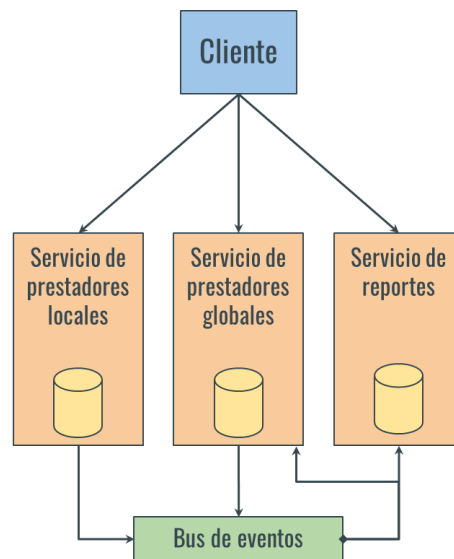 Cliente
Servicio de
prestadores
locales
Servicio de
prestadores
globales
Servicio de
reportes
Bus de eventos